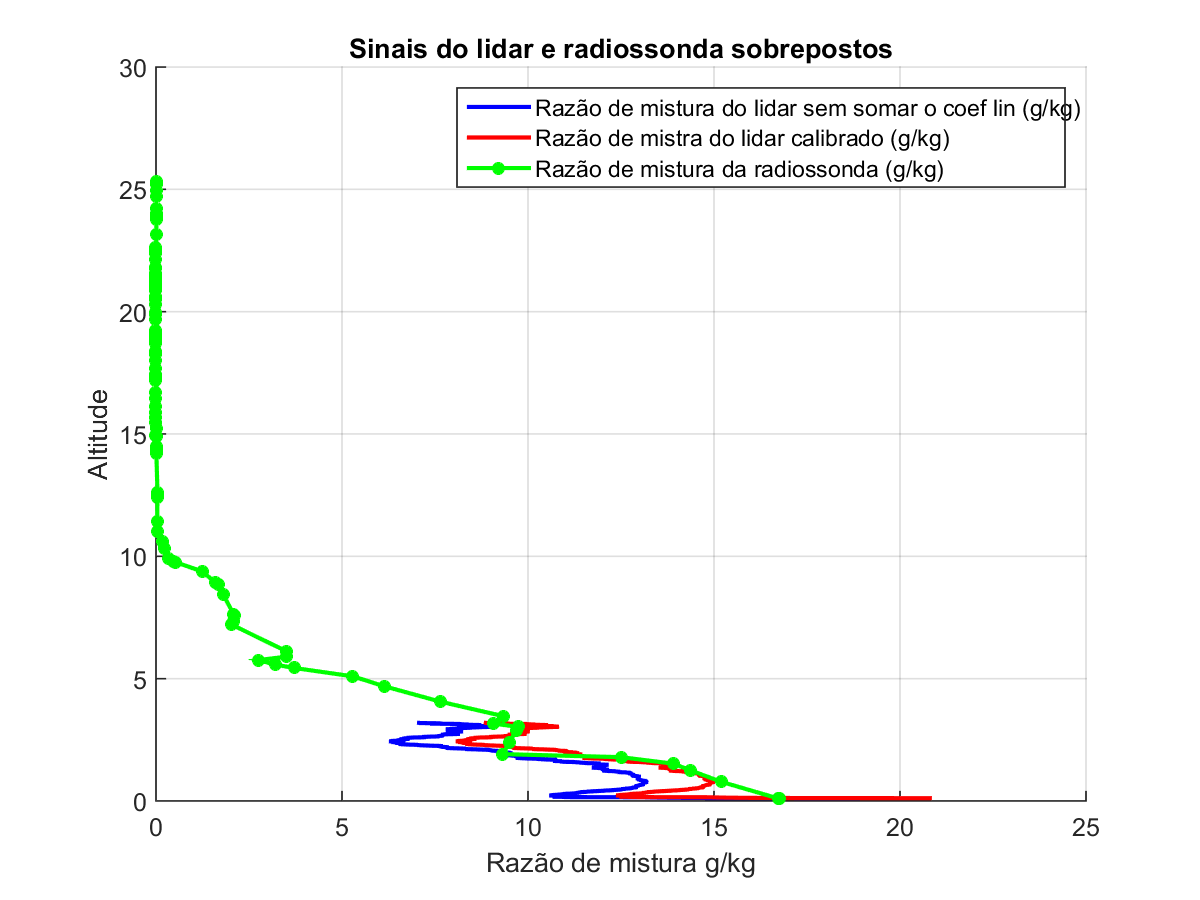 Sinais do lidar e radiossonda sobrepostos
30
Razão de mistura do lidar sem somar o coef lin (g/kg)
Razão de mistra do lidar calibrado (g/kg)
Razão de mistura da radiossonda (g/kg)
25
20
15
10
5
0
Altitude
0 5 10 15 20 25
Razão de mistura g/kg